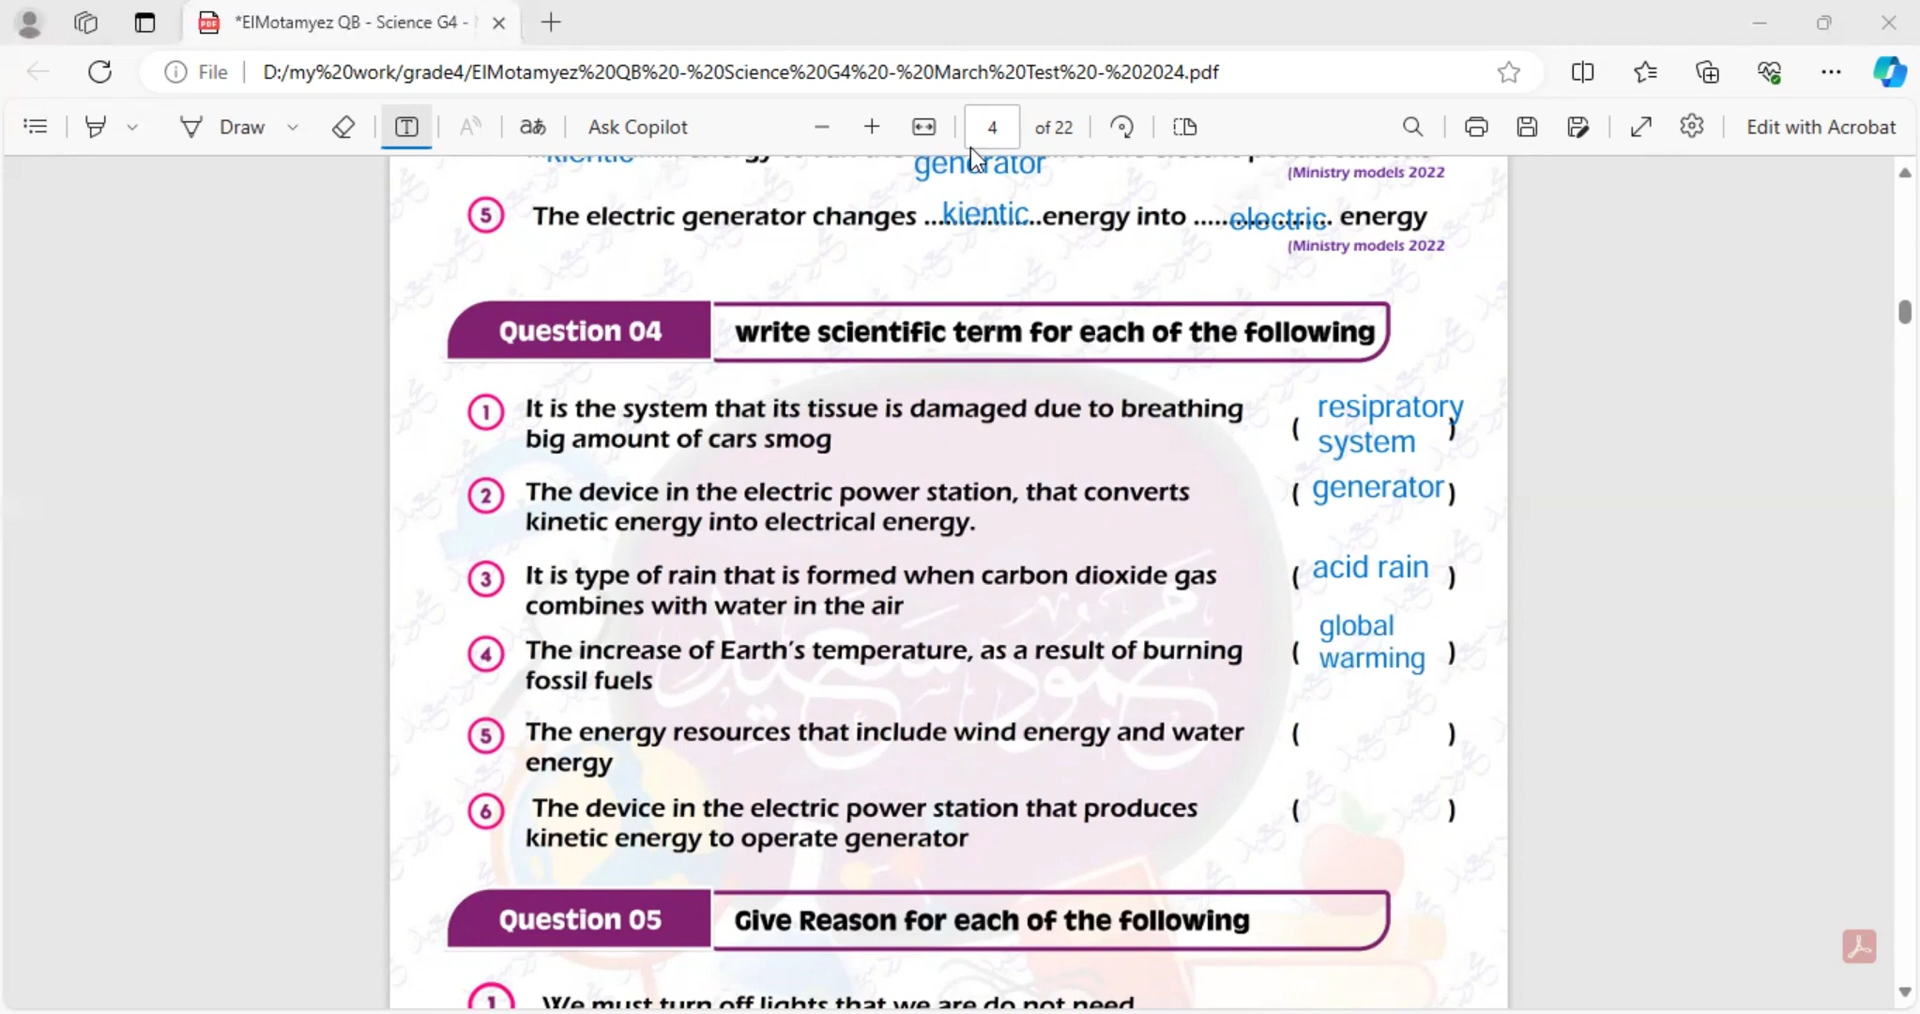 *ElMotamyez QB - Science G4 -
File
D:/my%20work/grade4/ElMotamyez%20QB%20-%20Science%20G4%20-%20March%20Test%20-%202024.pdf
Draw
aあ
Ask Copilot
4
of 22
Edit with Acrobat
kientic
generator
(Ministry models 2022
5 The electric generator changes ...kientic...energy into .....electric.... energy
(Ministry models 2022
Question 04 write scientific term for each of the following
1 It is the system that its tissue is damaged due to breathing
big amount of cars smog
( resipratory
system )
2 The device in the electric power station, that converts
kinetic energy into electrical energy.
( generator )
3 It is type of rain that is formed when carbon dioxide gas
combines with water in the air
( acid rain )
4 The increase of Earth's temperature, as a result of burning
fossil fuels
( global
warming )
5 The energy resources that include wind energy and water
energy
( )
6 The device in the electric power station that produces
kinetic energy to operate generator
( )
محمود سعيد
Question 05 Give Reason for each of the following
1 We must turn off lights that we are do not need